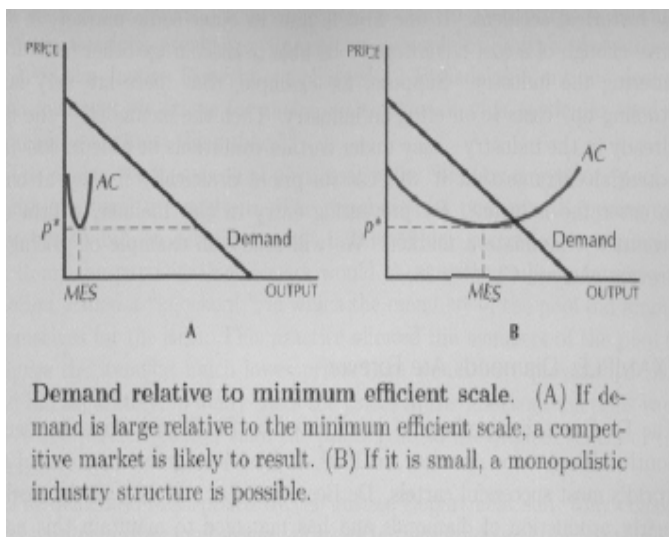 PRICE
AC
p*
Demand
MES
OUTPUT
A
PRICE
AC
p*
Demand
MES
OUTPUT
B
Demand relative to minimum efficient scale. (A) If de-
mand is large relative to the minimum efficient scale, a compet-
itive market is likely to result. (B) If it is small, a monopolistic
industry structure is possible.